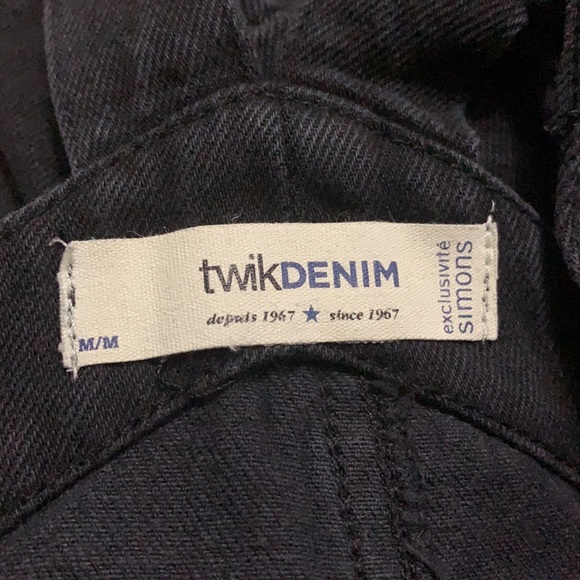 twikDENIM
depuis 1967 ★ since 1967
M/M
exclusivité
simons